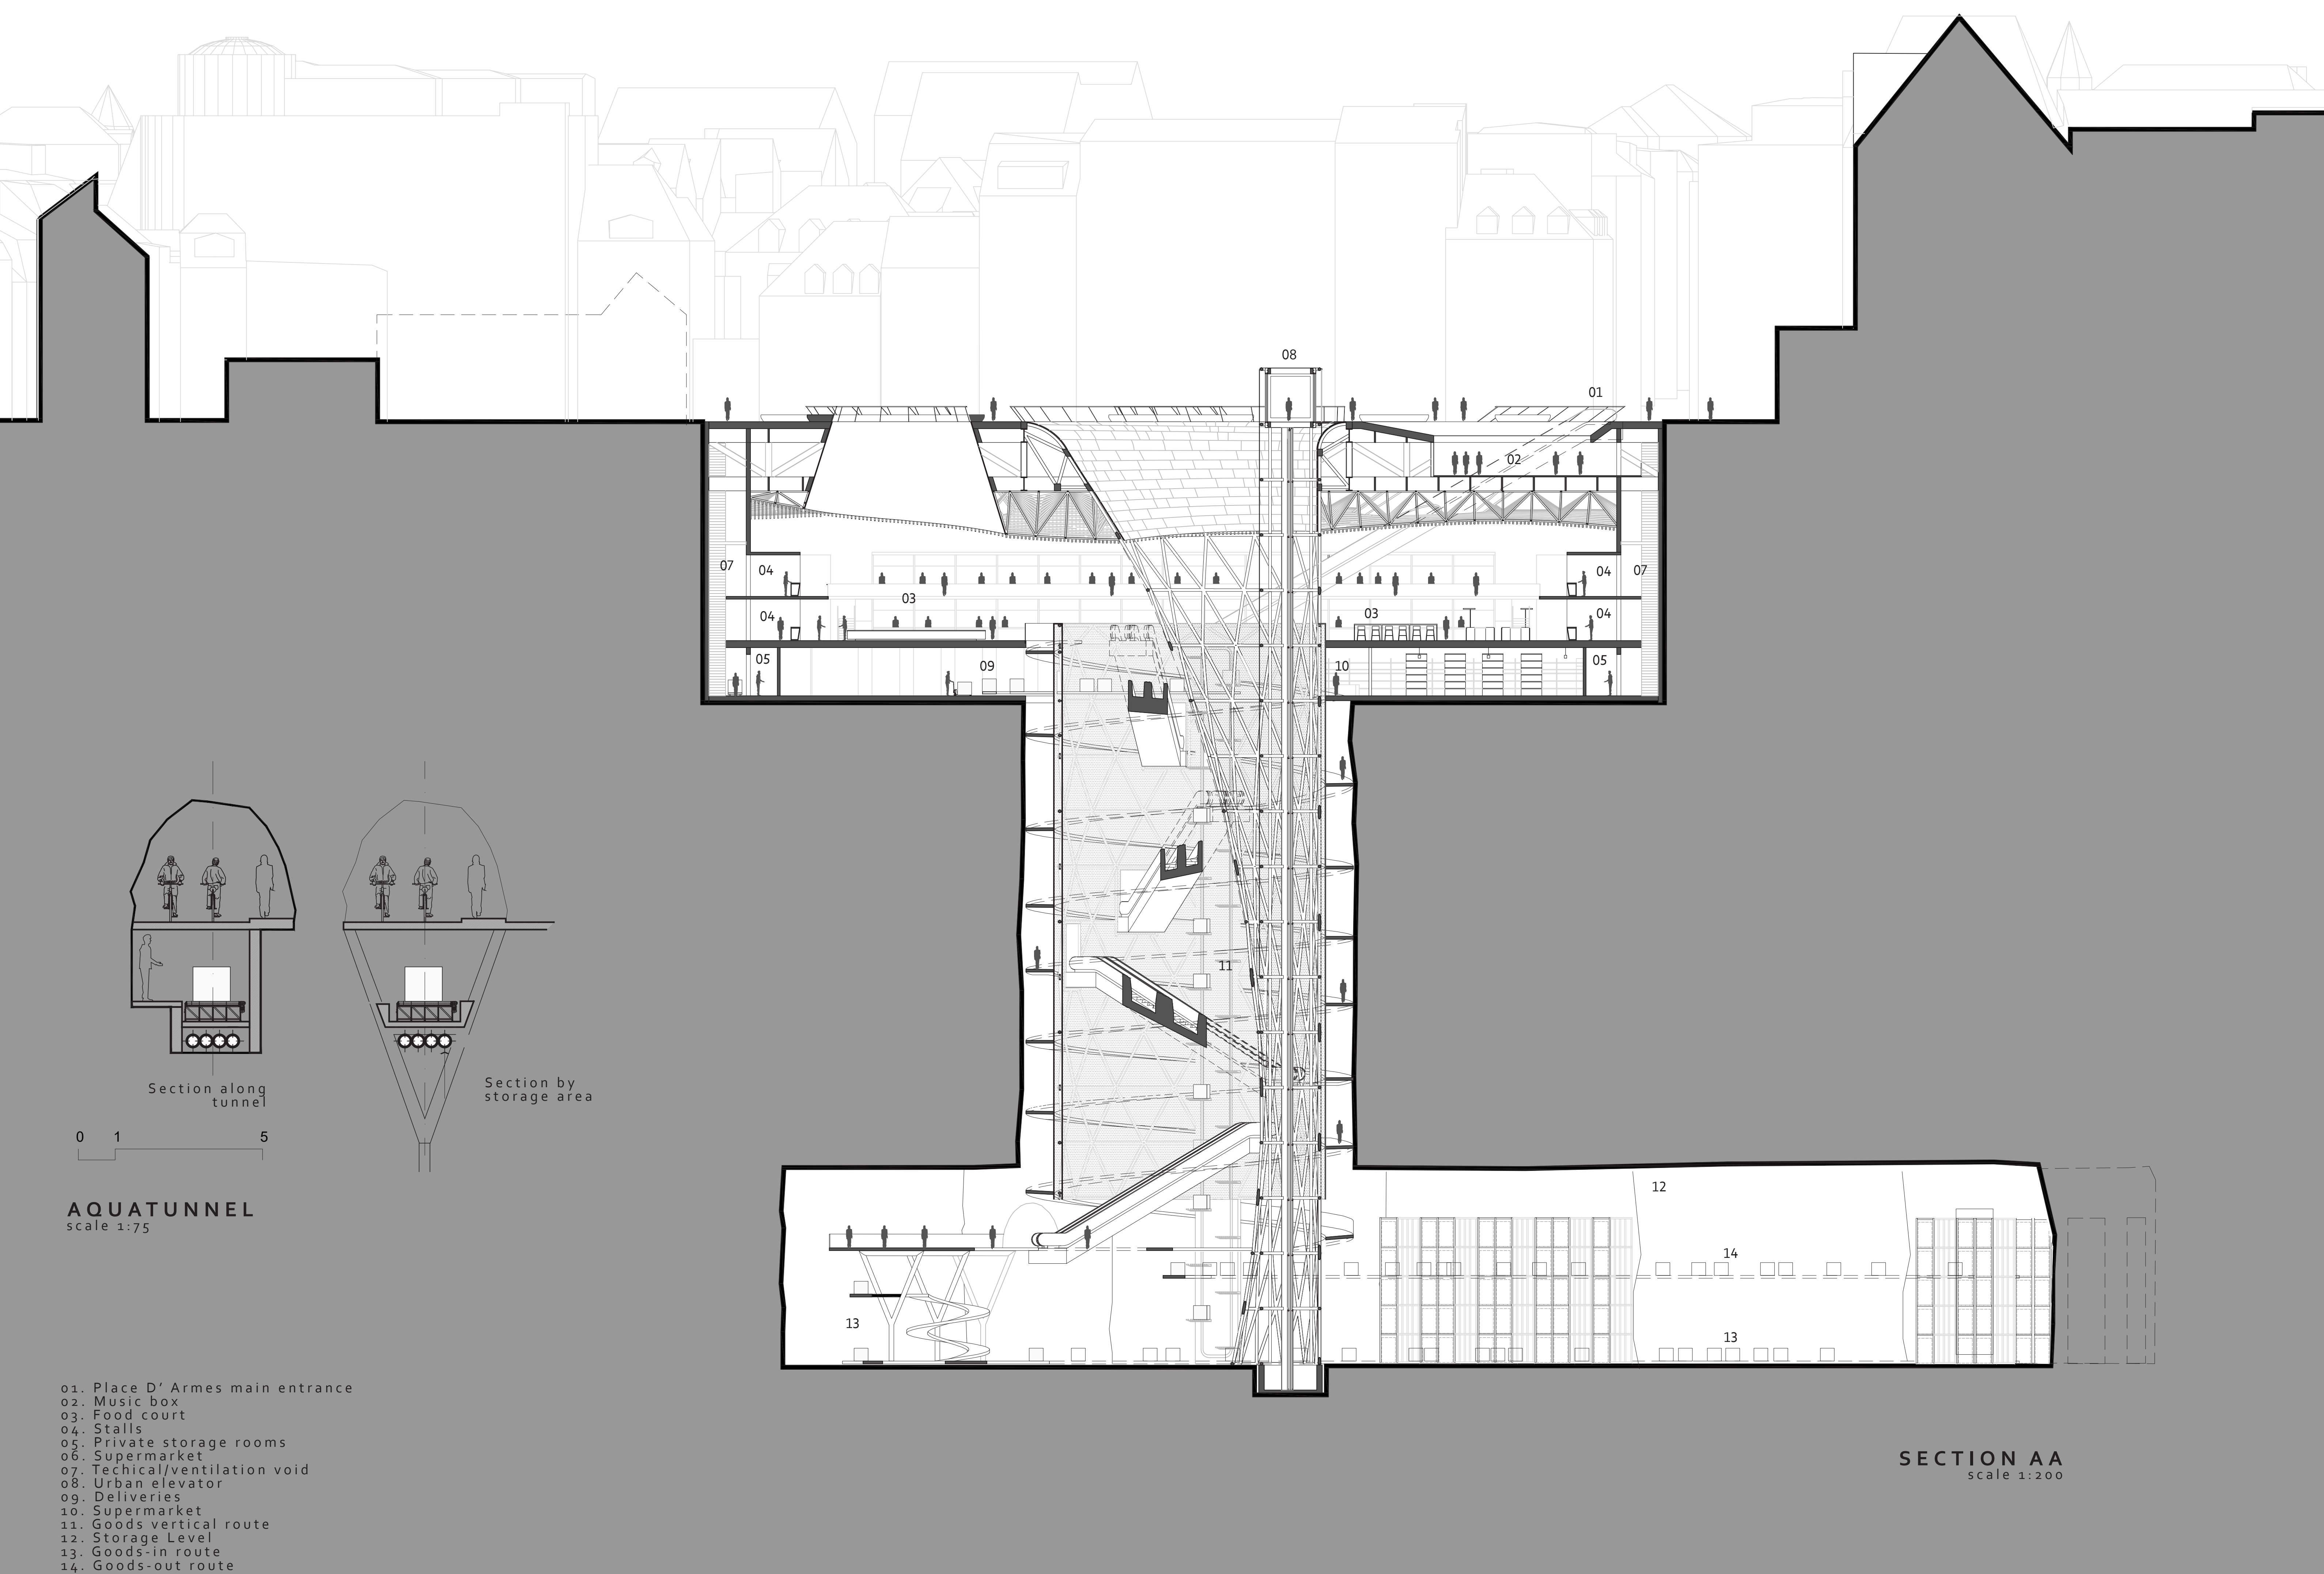 08
01
02
07
04
04
07
03
04
03
04
05
09
10
05
11
Section along
tunnel
Section by
storage area
0 1 5
AQUATUNNEL
scale 1:75
12
14
13
13
01. Place D' Armes main entrance
02. Music box
03. Food court
04. Stalls
05. Private storage rooms
06. Supermarket
07. Techical/ventilation void
08. Urban elevator
09. Deliveries
10. Supermarket
11. Goods vertical route
12. Storage Level
13. Goods-in route
14. Goods-out route
SECTION AA
scale 1:200